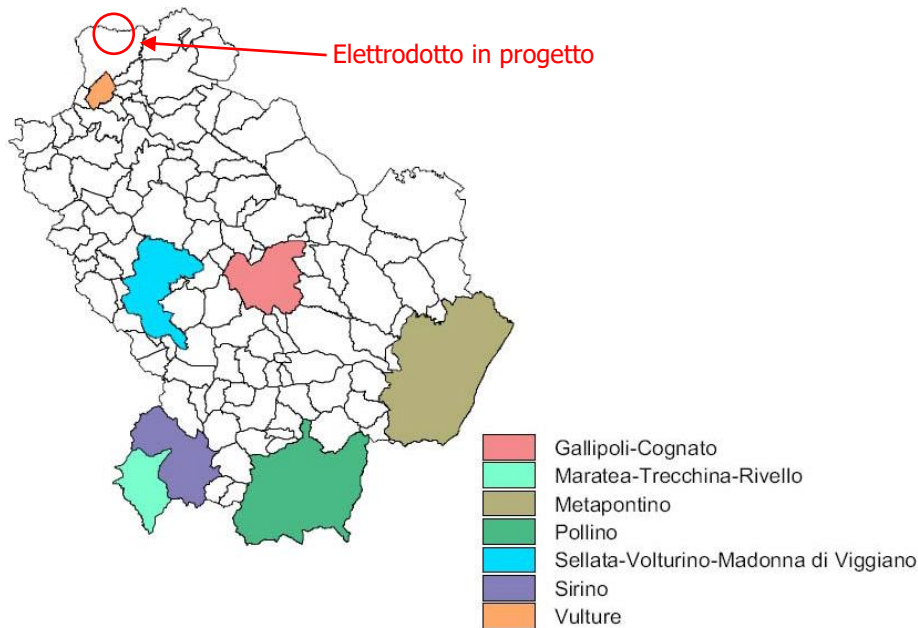 Elettrodotto in progetto
Gallipoli-Cognato
Maratea-Trecchina-Rivello
Metapontino
Pollino
Sellata-Volturino-Madonna di Viggiano
Sirino
Vulture